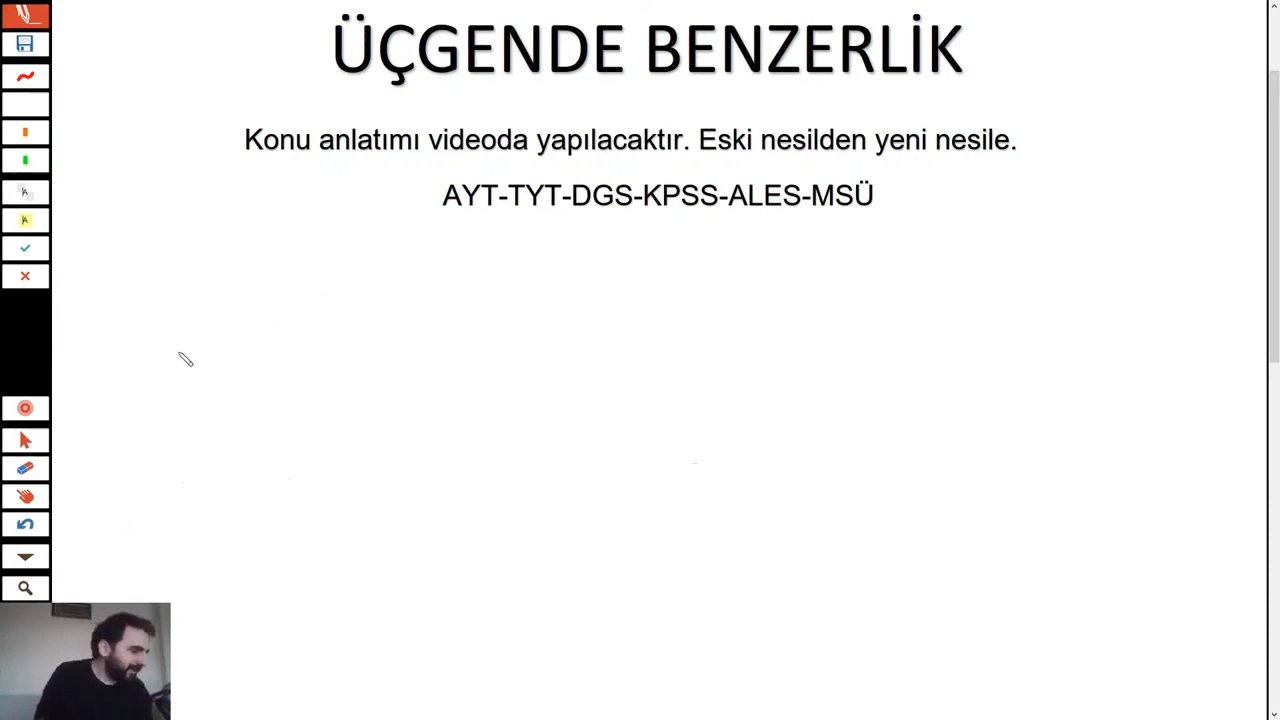 ÜÇGENDE BENZERLİK
Konu anlatımı videoda yapılacaktır. Eski nesilden yeni nesile.
AYT-TYT-DGS-KPSS-ALES-MSÜ